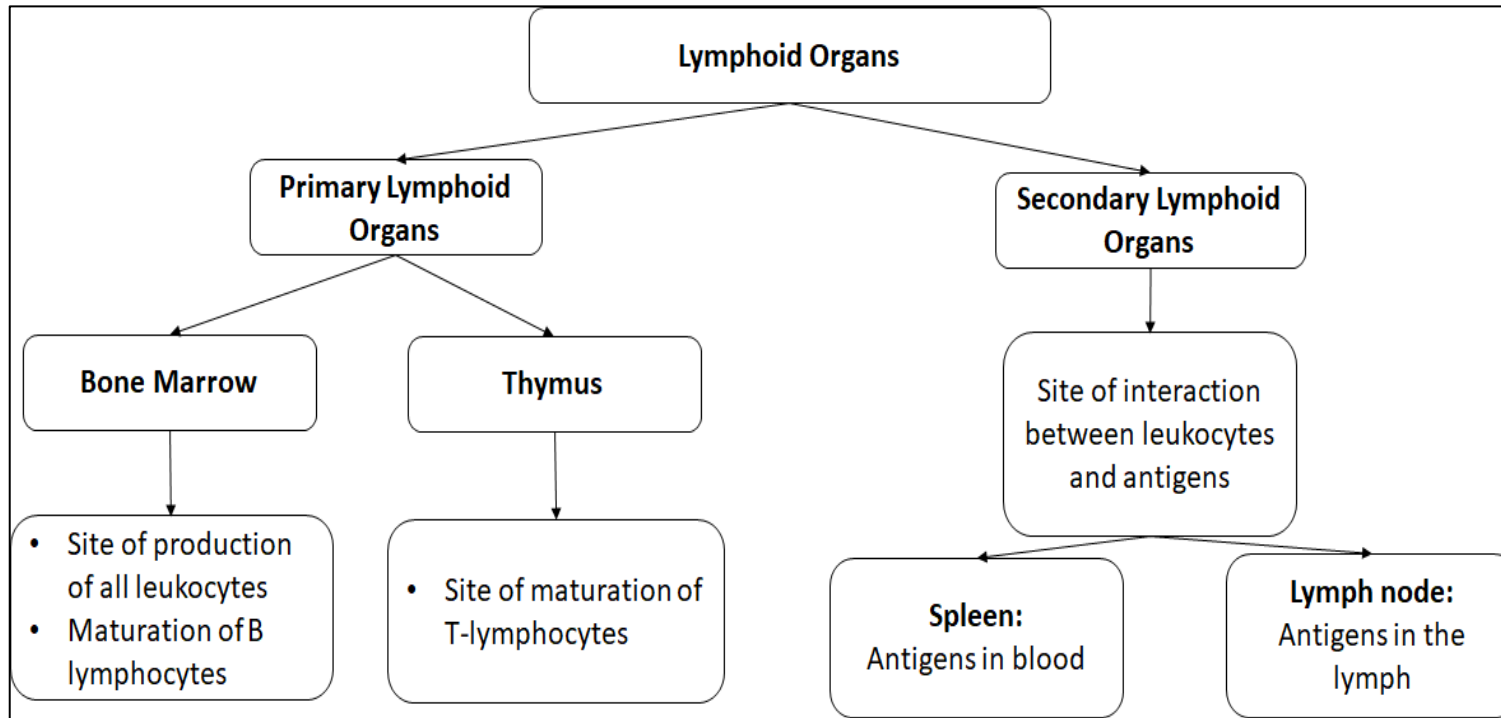 Lymphoid Organs
Primary Lymphoid
Organs
Secondary Lymphoid
Organs
Bone Marrow
Thymus
Site of interaction
between leukocytes
and antigens
• Site of production
of all leukocytes
• Maturation of B
lymphocytes
• Site of maturation of
T-lymphocytes
Spleen:
Antigens in blood
Lymph node:
Antigens in the
lymph